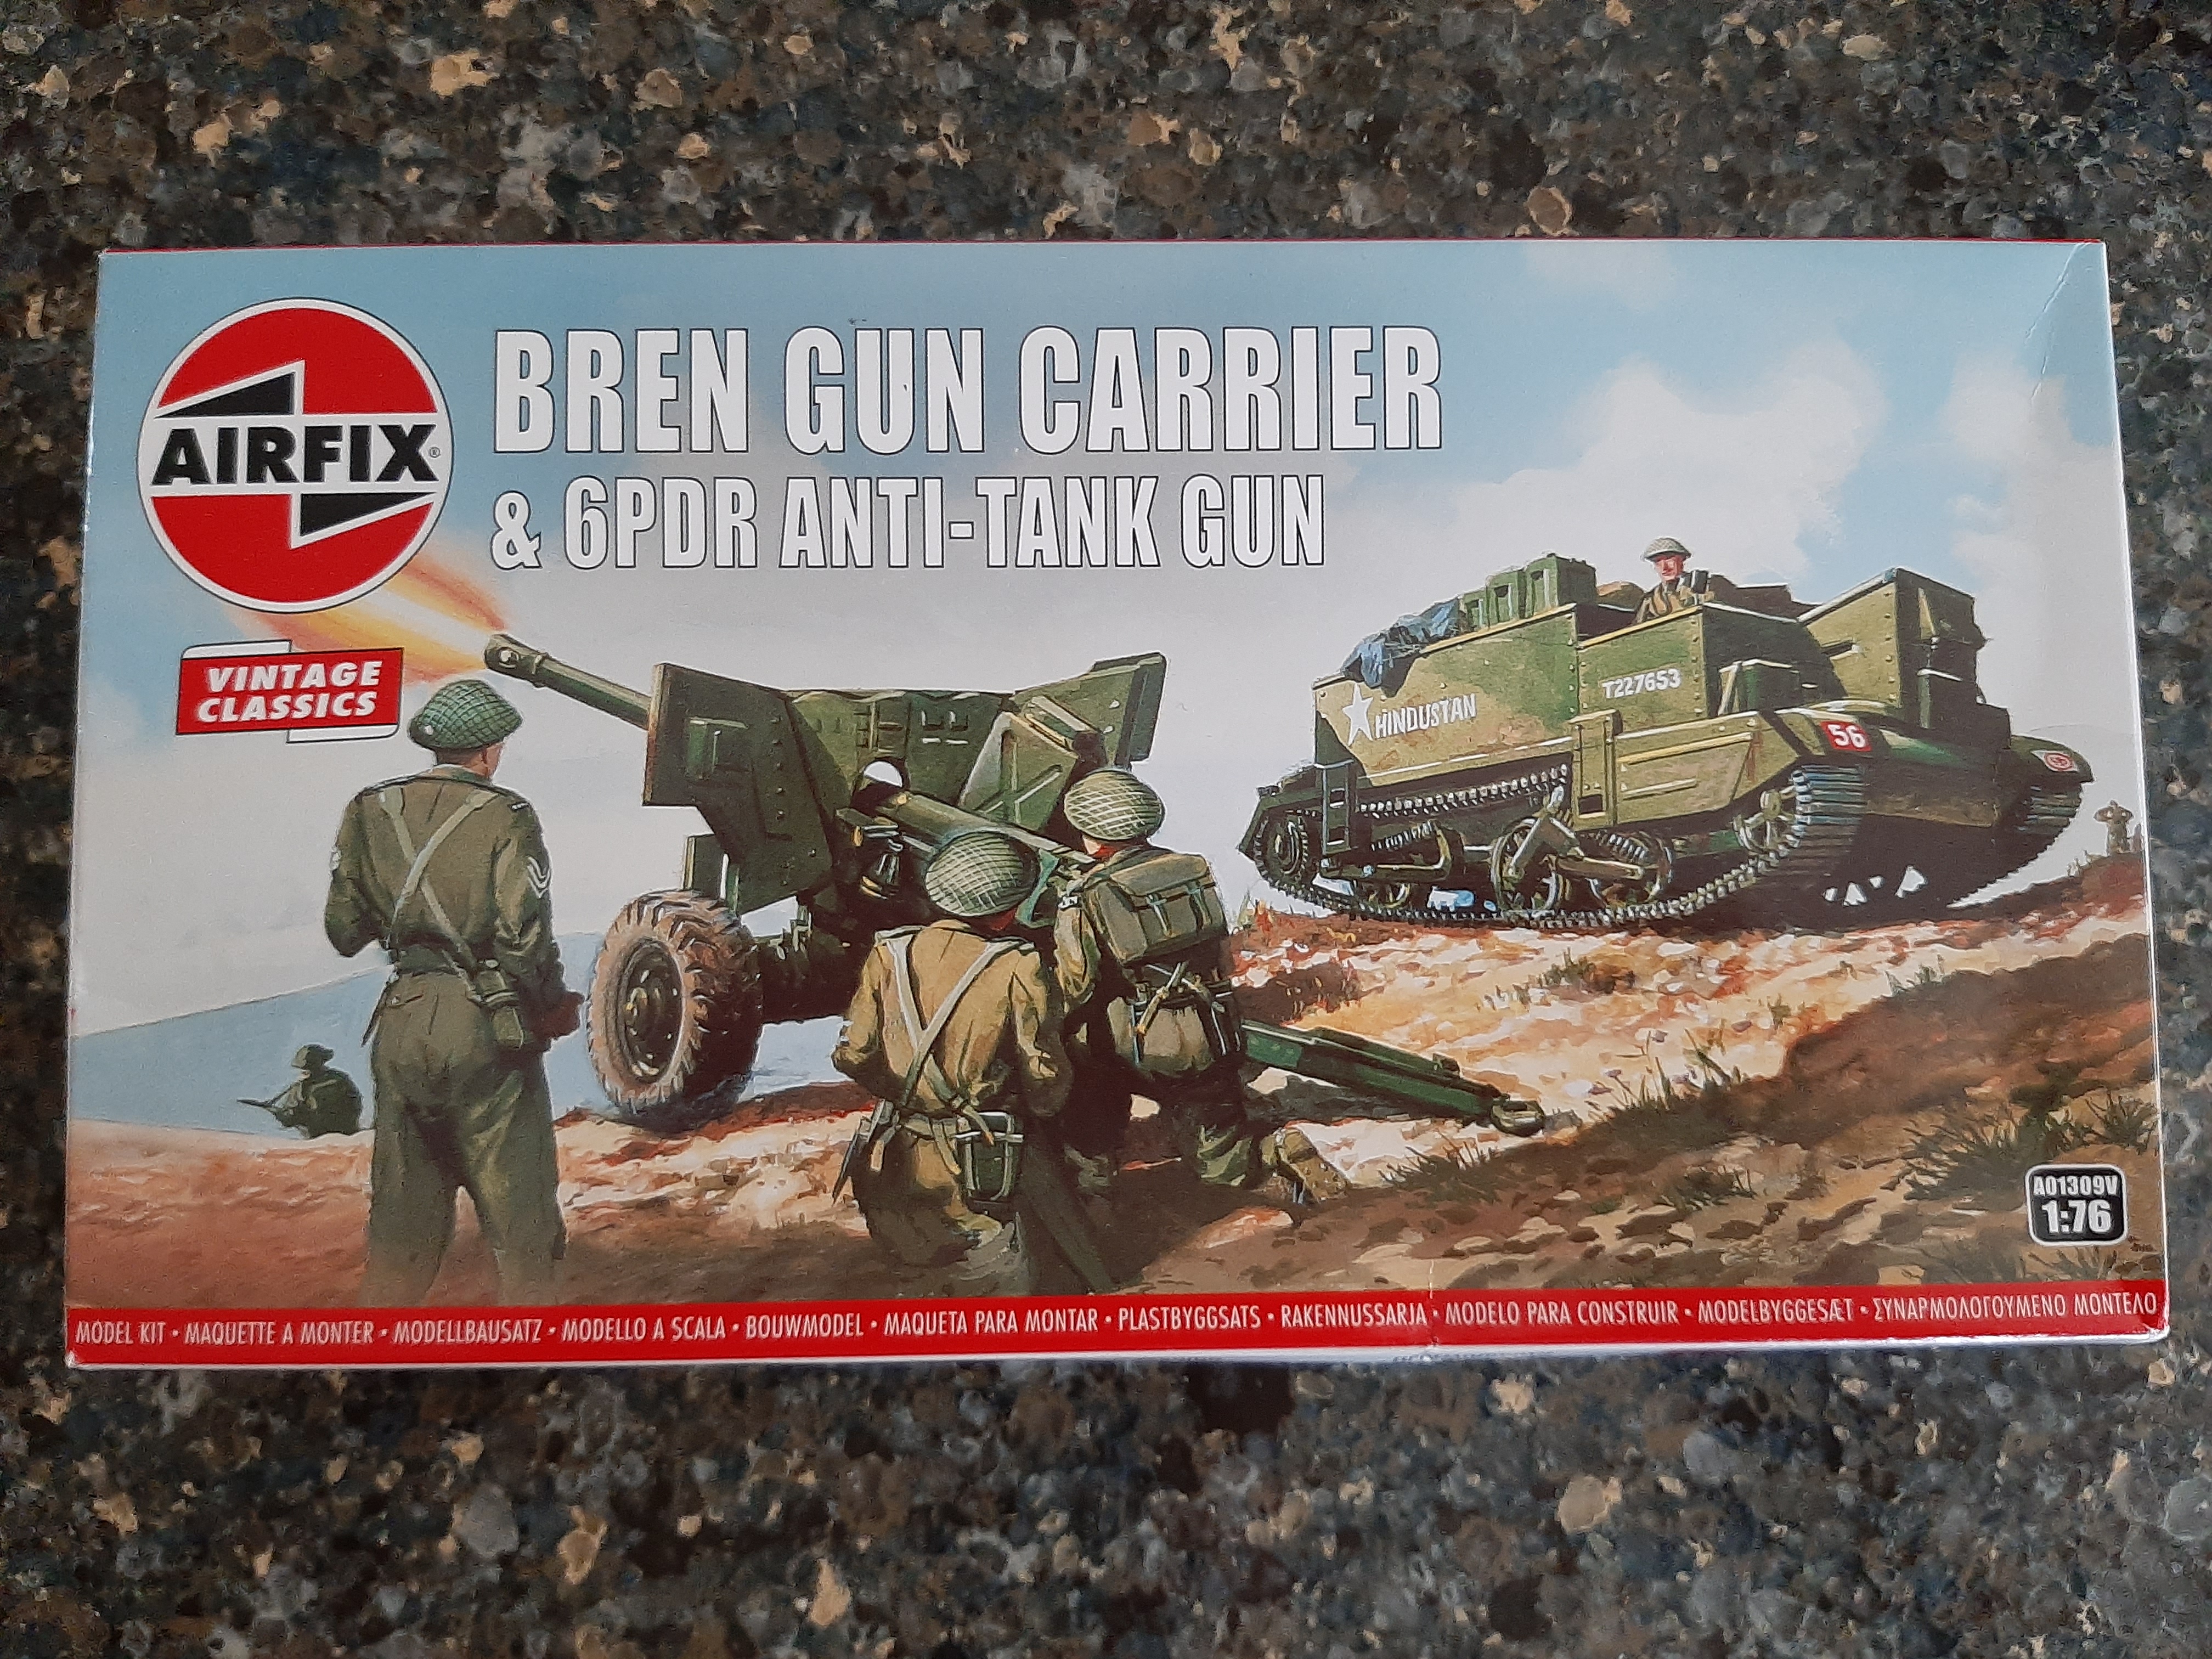 AIRFIX®
BREN GUN CARRIER
& 6PDR ANTI-TANK GUN
VINTAGE
CLASSICS
HINDUSTAN
T227653
56
A01309V
1:76
MODEL KIT • MAQUETTE A MONTER • MODELLBAUSATZ • MODELLO A SCALA • BOUWMODEL • MAQUETA PARA MONTAR • PLASTBYGGSATS • RAKENNUSSARJA • MODELO PARA CONSTRUIR • MODELBYGGESÆT • ΣΥΝΑΡΜΟΛΟΓΟΥΜΕΝΟ ΜΟΝΤΕΛΟ